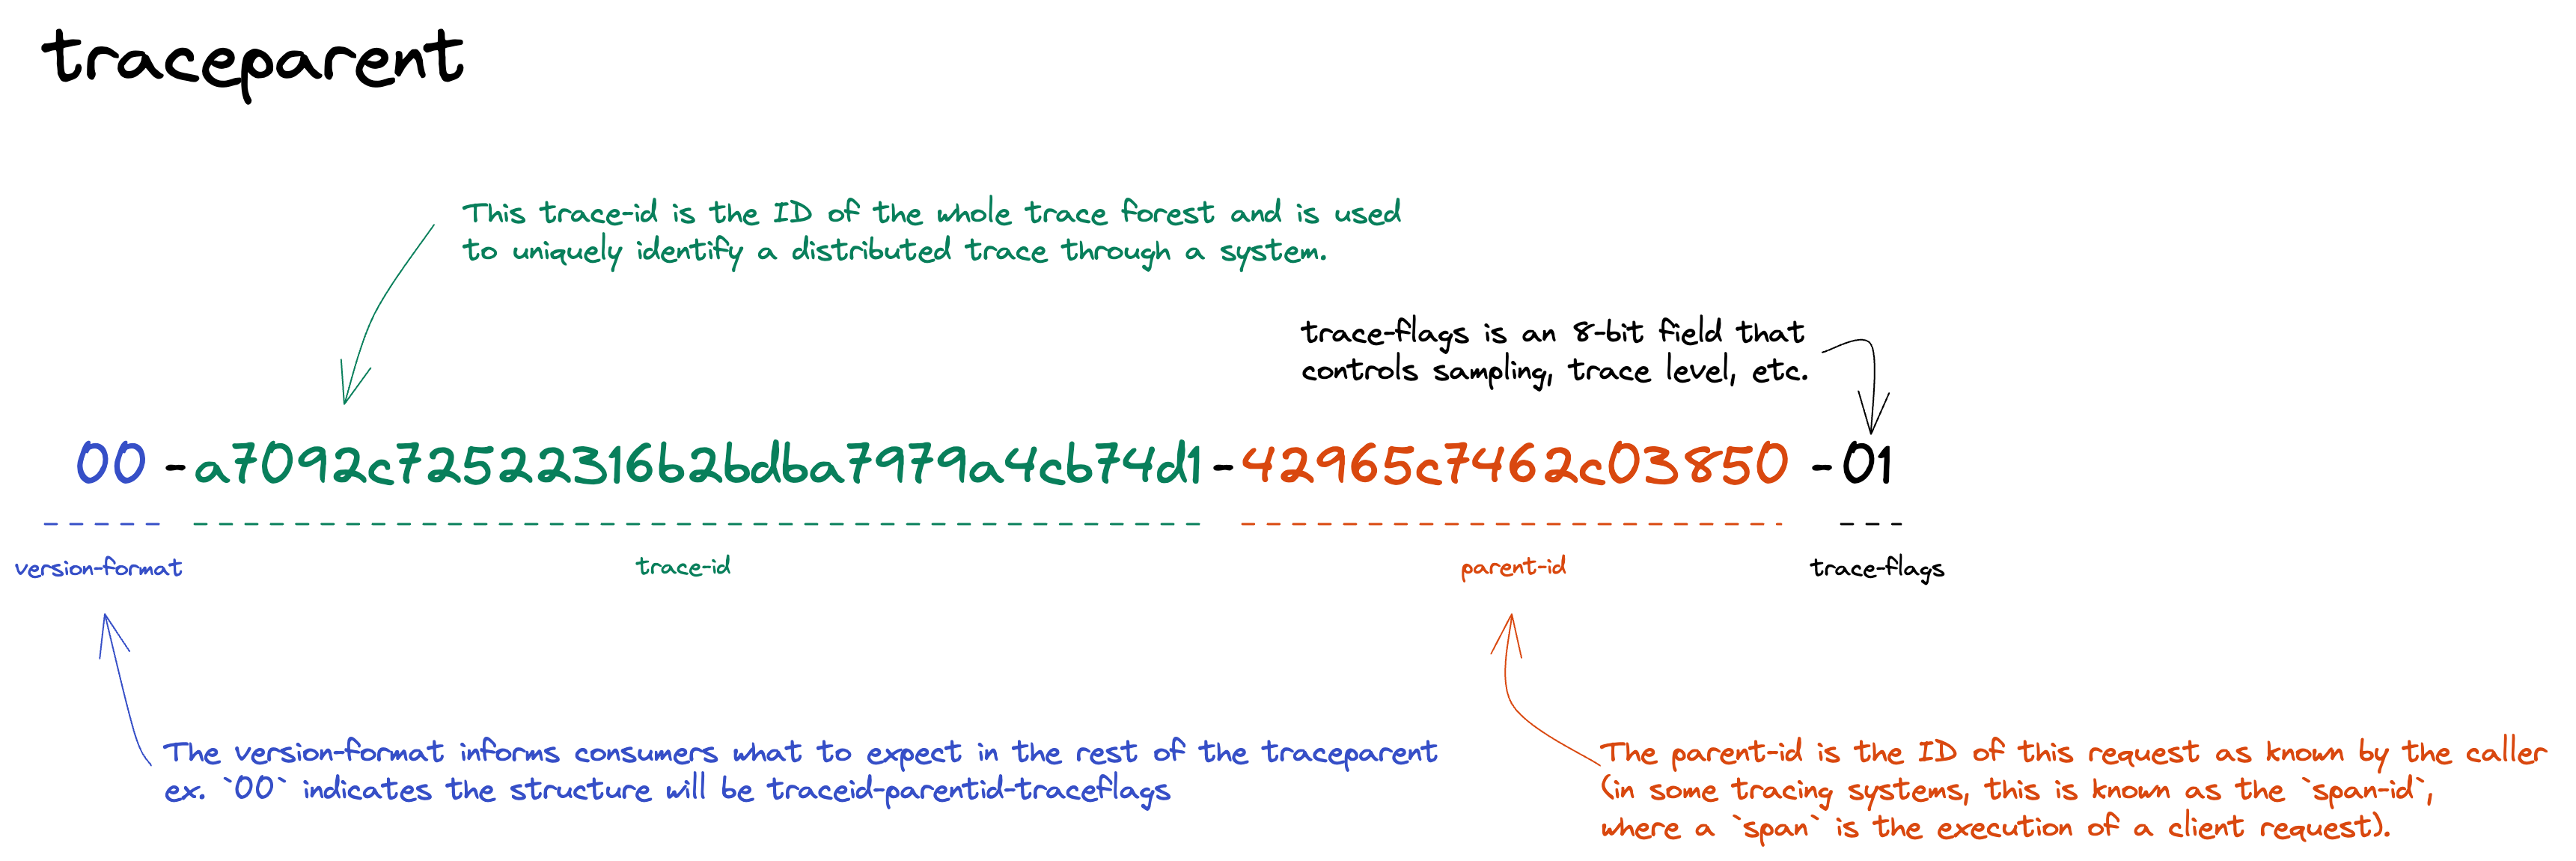 traceparent
This trace-id is the ID of the whole trace forest and is used
to uniquely identify a distributed trace through a system.
trace-flags is an 8-bit field that
controls sampling, trace level, etc.
00 -a7092c72522316b2bdba7979a4cb74d1-42965c7462c03850 -01
version-format trace-id parent-id trace-flags
The version-format informs consumers what to expect in the rest of the traceparent
ex. `00` indicates the structure will be traceid-parentid-traceflags
The parent-id is the ID of this request as known by the caller
(in some tracing systems, this is known as the `span-id`,
where a `span` is the execution of a client request).